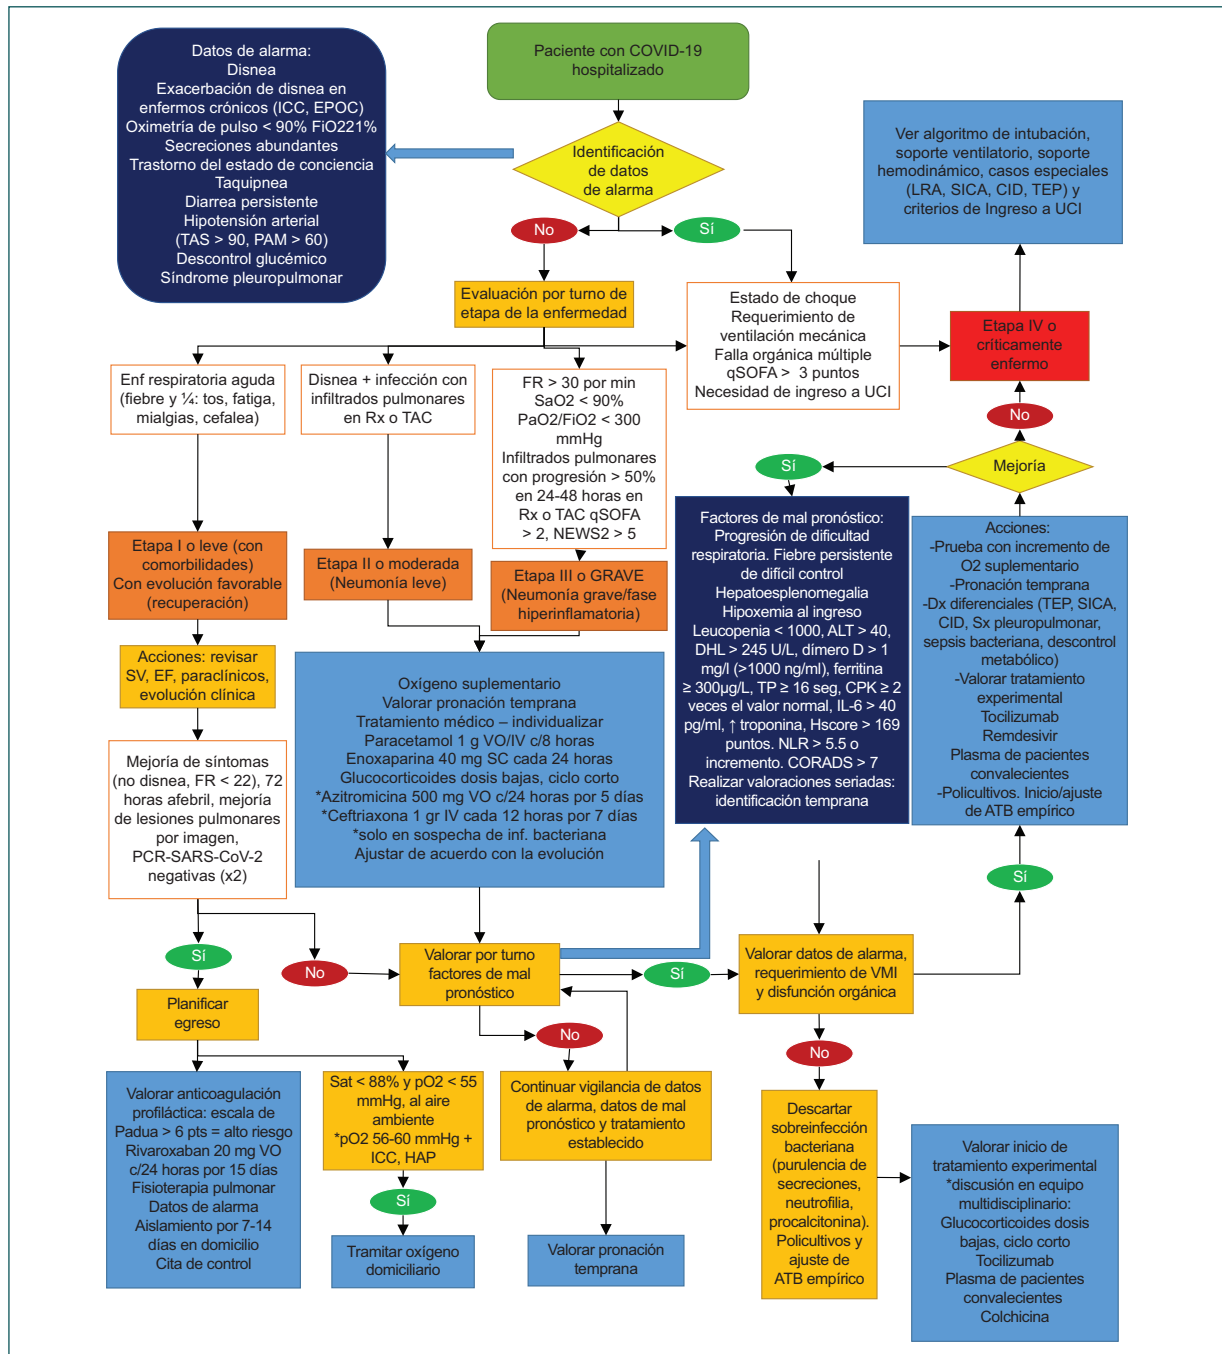 Datos de alarma:
Disnea
Exacerbación de disnea en
enfermos crónicos (ICC, EPOC)
Oximetría de pulso < 90% FiO221%
Secreciones abundantes
Trastorno del estado de conciencia
Taquipnea
Diarrea persistente
Hipotensión arterial
(TAS > 90, PAM > 60)
Descontrol glucémico
Síndrome pleuropulmonar
Paciente con COVID-19
hospitalizado
Identificación
de datos
de alarma
No
Sí
Ver algoritmo de intubación,
soporte ventilatorio, soporte
hemodinámco, casos especiales
(LRA, SICA, CID, TEP) y
criterios de Ingreso a UCI
Evaluación por turno de
etapa de la enfermedad
Estado de choque
Requerimiento de
ventilación mecánica
Falla orgánica múltiple
qSOFA > 3 puntos
Necesidad de ingreso a UCI
Etapa IV o
críticamente
enfermo
Enf respiratoria aguda
(fiebre y ¼: tos, fatiga,
mialgias, cefalea)
Disnea + infección con
infiltrados pulmonares
en Rx o TAC
FR > 30 por min
SaO2 < 90%
PaO2/FiO2 < 300
mmHg
Infiltrados pulmonares
con progresión > 50%
en 24-48 horas en
Rx o TAC qSOFA
> 2, NEWS2 > 5
No
Sí
Mejoría
Etapa I o leve (con
comorbilidades)
Con evolución favorable
(recuperación)
Etapa II o moderada
(Neumonía leve)
Etapa III o GRAVE
(Neumonía grave/fase
hiperinflamatoria)
Factores de mal pronóstico:
Progresión de dificultad
respiratoria. Fiebre persistente
de difícil control
Hepatoesplenomegalia
Hipoxemia al ingreso
Leucopenia < 1000, ALT > 40,
DHL > 245 U/L, dímero D > 1
mg/l (>1000 ng/ml), ferritina
≥ 300µg/L, TP ≥ 16 seg, CPK ≥ 2
veces el valor normal, IL-6 > 40
pg/ml, ↑ troponina, Hscore > 169
puntos. NLR > 5.5 o
incremento. CORADS > 7
Realizar valoraciones seriadas:
identificación temprana
Acciones:
-Prueba con incremento de
O2 suplementario
-Pronación temprana
-Dx diferenciales (TEP, SICA,
CID, Sx pleuropulmonar,
sepsis bacteriana, descontrol
metabólico)
-Valorar tratamiento
experimental
Tocilizumab
Remdesivir
Plasma de pacientes
convalecientes
-Policultivos. Inicio/ajuste
de ATB empírico
Acciones: revisar
SV, EF, paraclínicos,
evolución clínica
Oxígeno suplementario
Valorar pronación temprana
Tratamiento médico – individualizar
Paracetamol 1 g VO/IV c/8 horas
Enoxaparina 40 mg SC cada 24 horas
Glucocorticoides dosis bajas, ciclo corto
*Azitromicina 500 mg VO c/24 horas por 5 días
*Ceftriaxona 1 gr IV cada 12 horas por 7 días
*solo en sospecha de inf. bacteriana
Ajustar de acuerdo con la evolución
Mejoría de síntomas
(no disnea, FR < 22), 72
horas afebril, mejoría
de lesiones pulmonares
por imagen,
PCR-SARS-CoV-2
negativas (x2)
Sí
No
Valorar por turno
factores de mal
pronóstico
Sí
Valorar datos de alarma,
requerimiento de VMI
y disfunción orgánica
Sí
Planificar
egreso
No
No
Valorar anticoagulación
profiláctica: escala de
Padua > 6 pts = alto riesgo
Rivaroxaban 20 mg VO
c/24 horas por 15 días
Fisioterapia pulmonar
Datos de alarma
Aislamiento por 7-14
días en domicilio
Cita de control
Sat < 88% y pO2 < 55
mmHg, al aire
ambiente
*pO2 56-60 mmHg +
ICC, HAP
Sí
Tramitar oxígeno
domiciliario
Continuar vigilancia de datos
de alarma, datos de mal
pronóstico y tratamiento
establecido
Valorar pronación
temprana
Descartar
sobreinfección
bacteriana
(purulencia de
secreciones,
neutrofilia,
procalcitonina).
Policultivos y
ajuste de
ATB empírico
Valorar inicio de
tratamiento experimental
*discusión en equipo
multidisciplinario:
Glucocorticoides dosis
bajas, ciclo corto
Tocilizumab
Plasma de pacientes
convalecientes
Colchicina